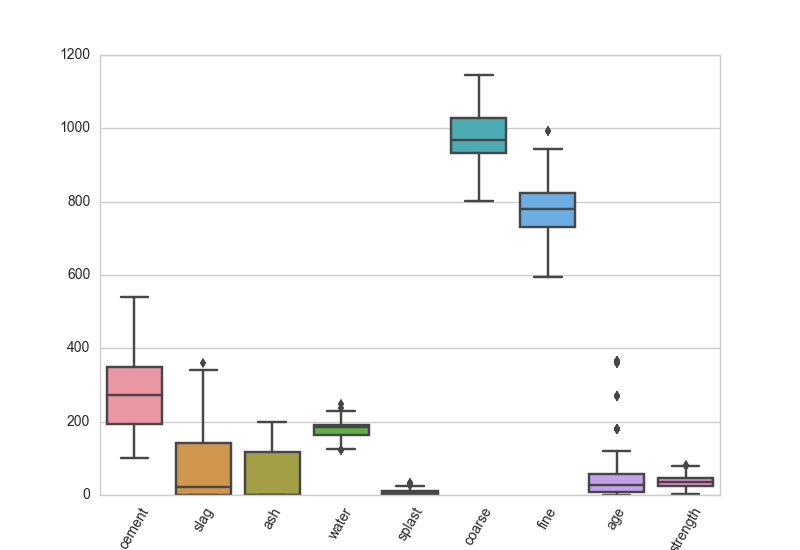 1200
1000
800
600
400
200
0
cement
slag
ash
water
splast
coarse
fine
age
strength